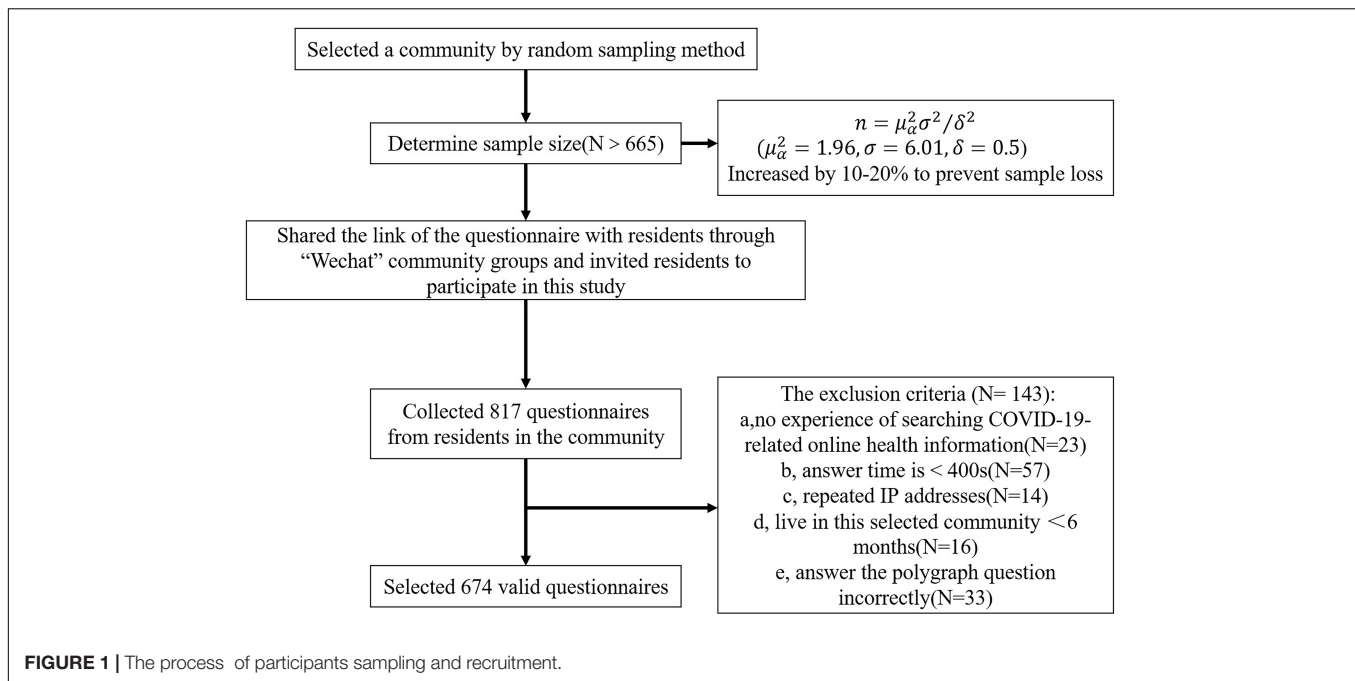 Selected a community by random sampling method
Determine sample size(N > 665)
n = μ²_α σ²/δ²
(μ²_α = 1.96, σ = 6.01, δ = 0.5)
Increased by 10-20% to prevent sample loss
Shared the link of the questionnaire with residents through
“Wechat” community groups and invited residents to
participate in this study
Collected 817 questionnaires
from residents in the community
The exclusion criteria (N= 143):
a,no experience of searching COVID-19-
related online health information(N=23)
b, answer time is < 400s(N=57)
c, repeated IP addresses(N=14)
d, live in this selected community <6
months(N=16)
e, answer the polygraph question
incorrectly(N=33)
Selected 674 valid questionnaires
FIGURE 1 | The process of participants sampling and recruitment.